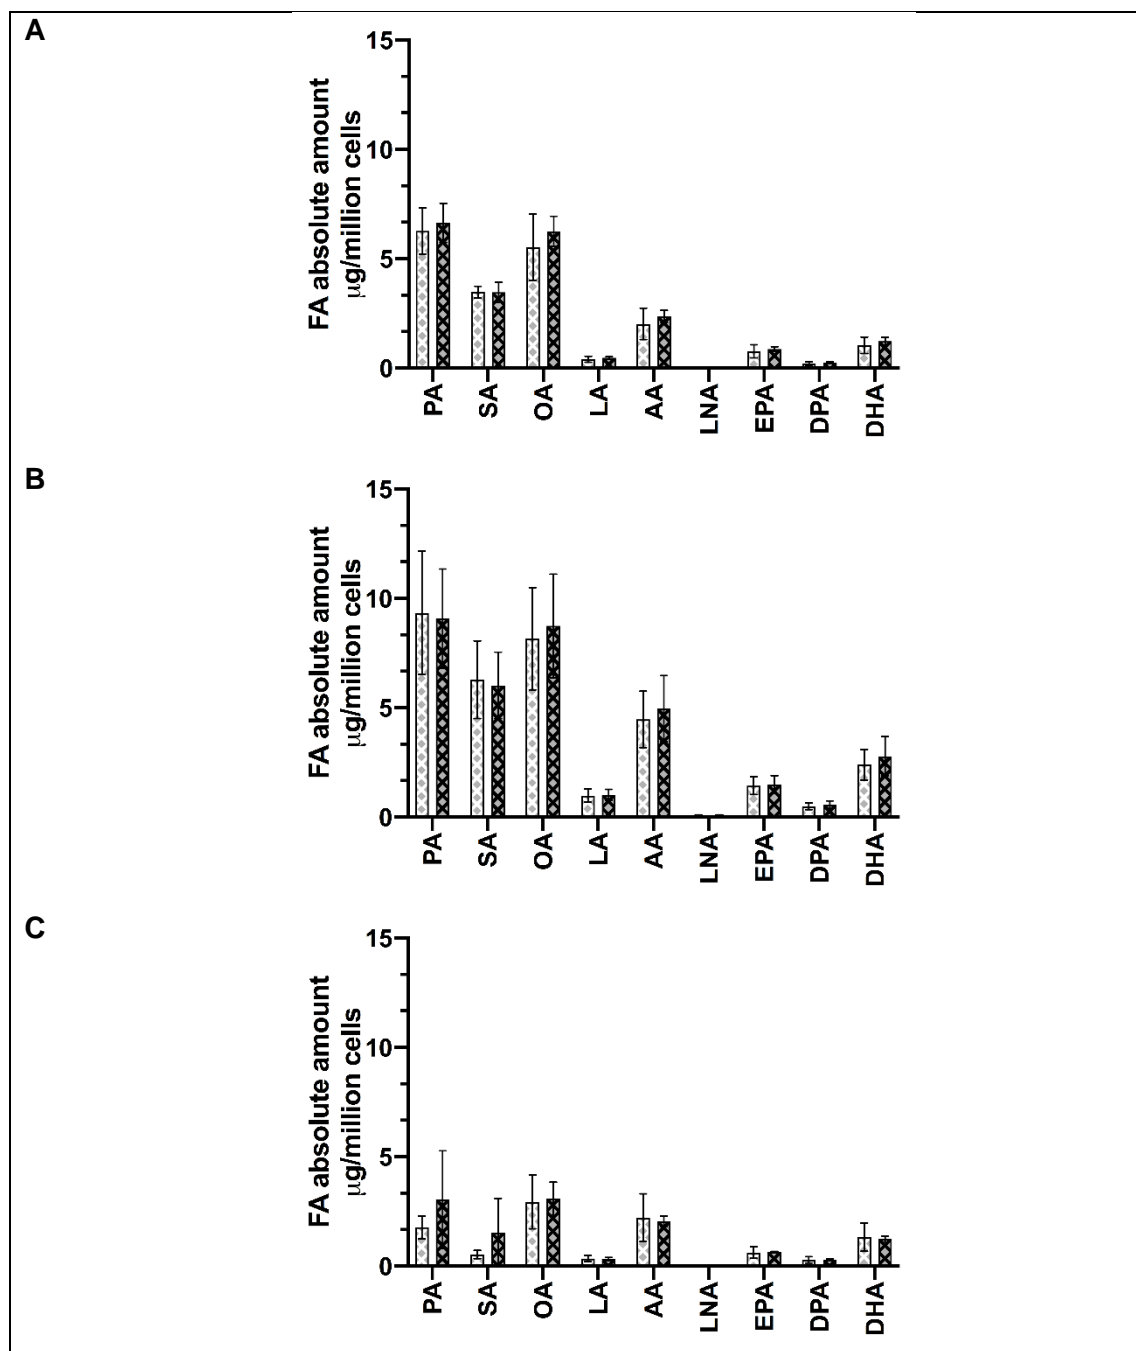 A
FA absolute amount
µg/million cells
15
10
5
0
PA
SA
OA
LA
AA
LNA
EPA
DPA
DHA
B
FA absolute amount
µg/million cells
15
10
5
0
PA
SA
OA
LA
AA
LNA
EPA
DPA
DHA
C
FA absolute amount
µg/million cells
15
10
5
0
PA
SA
OA
LA
AA
LNA
EPA
DPA
DHA